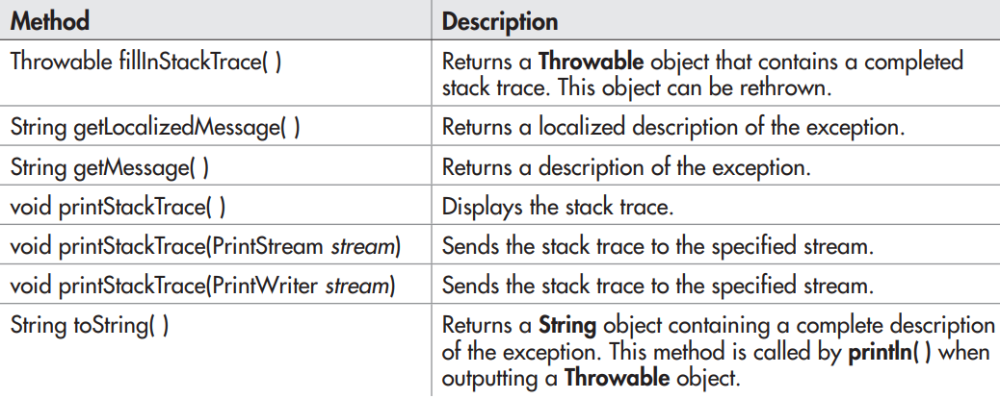 Method Description
Throwable fillInStackTrace( ) Returns a Throwable object that contains a completed
stack trace. This object can be rethrown.
String getLocalizedMessage( ) Returns a localized description of the exception.
String getMessage( ) Returns a description of the exception.
void printStackTrace( ) Displays the stack trace.
void printStackTrace(PrintStream stream) Sends the stack trace to the specified stream.
void printStackTrace(PrintWriter stream) Sends the stack trace to the specified stream.
String toString( ) Returns a String object containing a complete description
of the exception. This method is called by println( ) when
outputting a Throwable object.